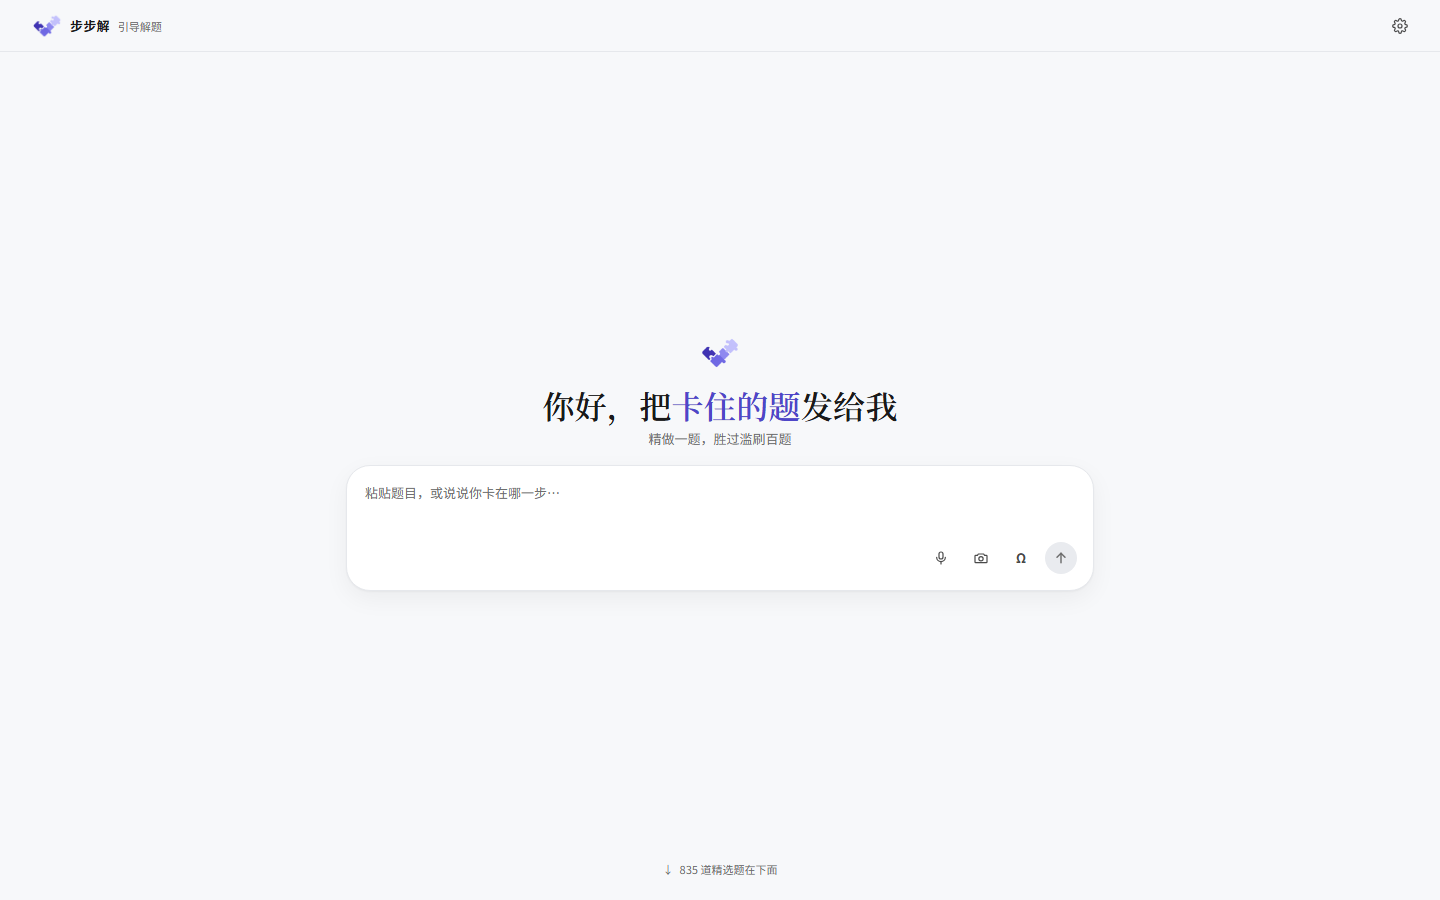 步步解 引导解题
你好，把卡住的题发给我
精做一题，胜过滥刷百题
粘贴题目，或说说你卡在哪一步…
Ω
↓ 835 道精选题在下面